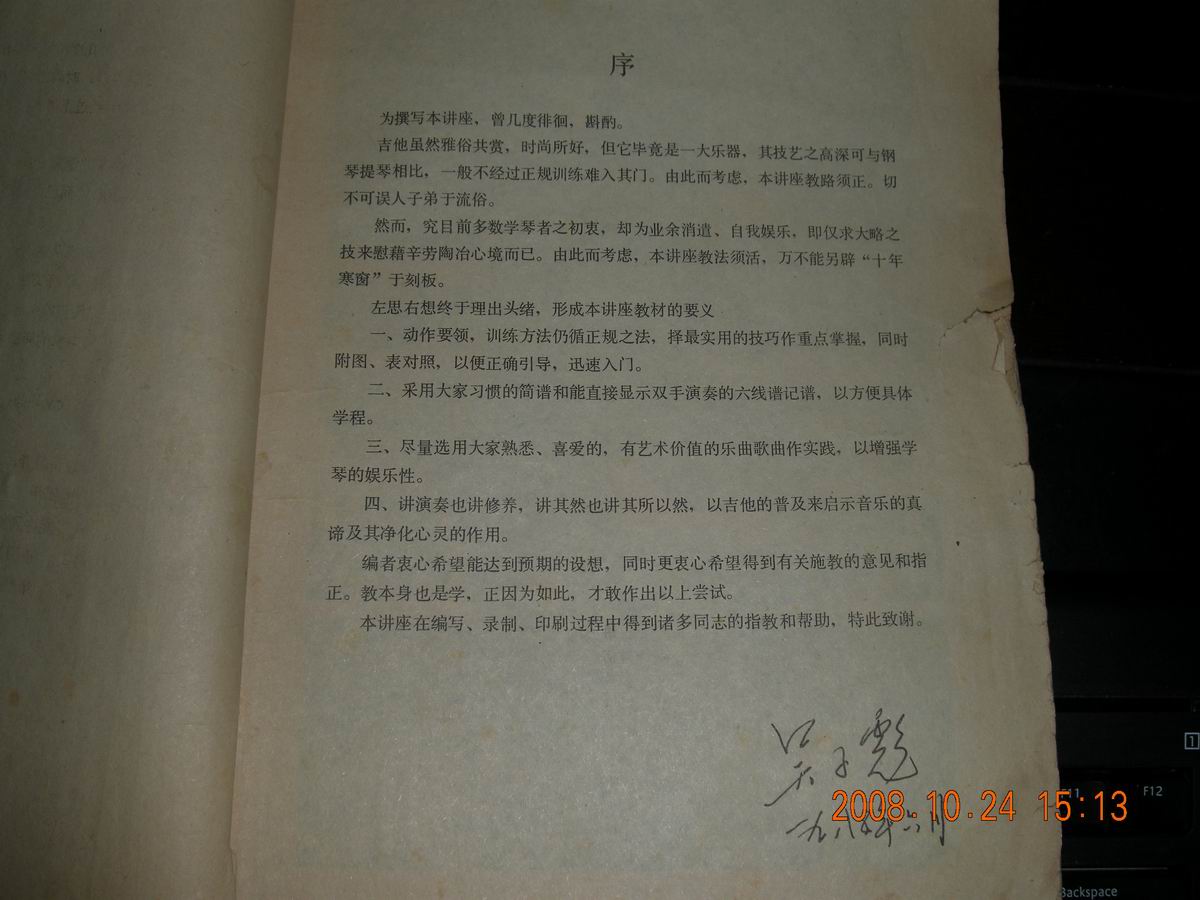 序
为撰写本讲座，曾几度徘徊，斟酌。
吉他虽然雅俗共赏，时尚所好，但它毕竟是一大乐器，其技艺之高深可与钢
琴提琴相比，一般不经过正规训练难入其门。由此而考虑，本讲座教路须正。切
不可误人子弟于流俗。
然而，究目前多数学琴者之初衷，却为业余消遣、自我娱乐，即仅求大略之
技来慰藉辛劳陶冶心境而已。由此而考虑，本讲座教法须活，万不能另辟“十年
寒窗”于刻板。
左思右想终于理出头绪，形成本讲座教材的要义
一、动作要领，训练方法仍循正规之法，择最实用的技巧作重点掌握，同时
附图、表对照，以便正确引导，迅速入门。
二、采用大家习惯的简谱和能直接显示双手演奏的六线谱记谱，以方便具体
学程。
三、尽量选用大家熟悉、喜爱的，有艺术价值的乐曲歌曲作实践，以增强学
琴的娱乐性。
四、讲演奏也讲修养，讲其然也讲其所以然，以吉他的普及来启示音乐的真
谛及其净化心灵的作用。
编者衷心希望能达到预期的设想，同时更衷心希望得到有关施教的意见和指
正。教本身也是学，正因为如此，才敢作出以上尝试。
本讲座在编写、录制、印刷过程中得到诸多同志的指教和帮助，特此致谢。
吴子彪
一九八五年六月
2008.10.24 15:13
F11
F12
Backspace
1